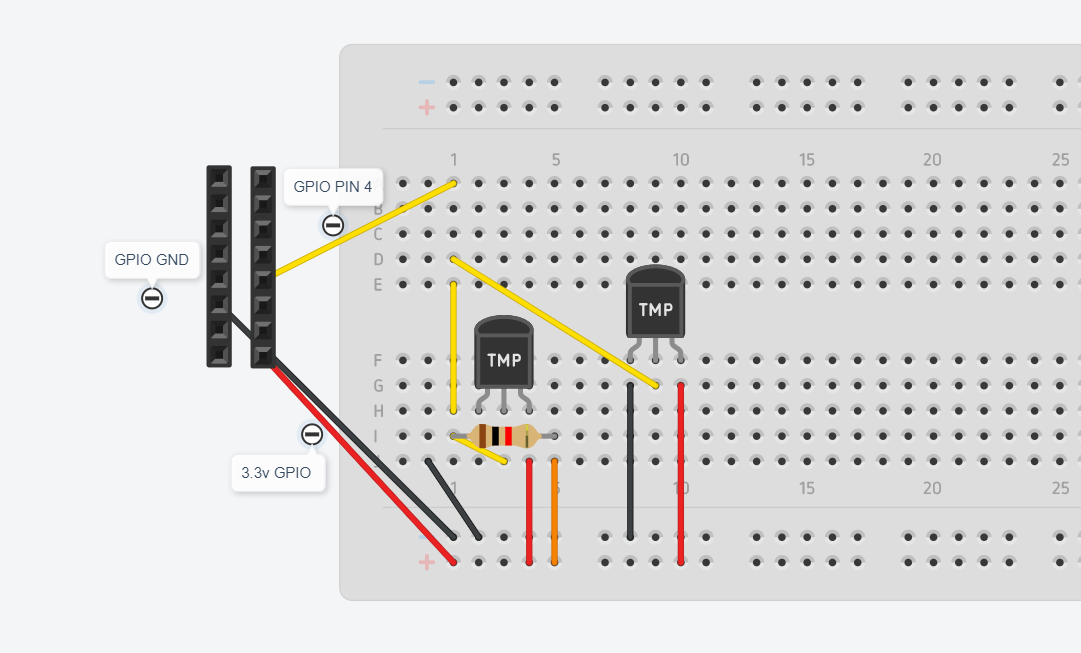 − 
+
1 5 10 15 20 25
GPIO PIN 4
B
C
GPIO GND
D
E
TMP
TMP
F
G
H
I
J
3.3v GPIO
1 5 10 15 20 25
−
+